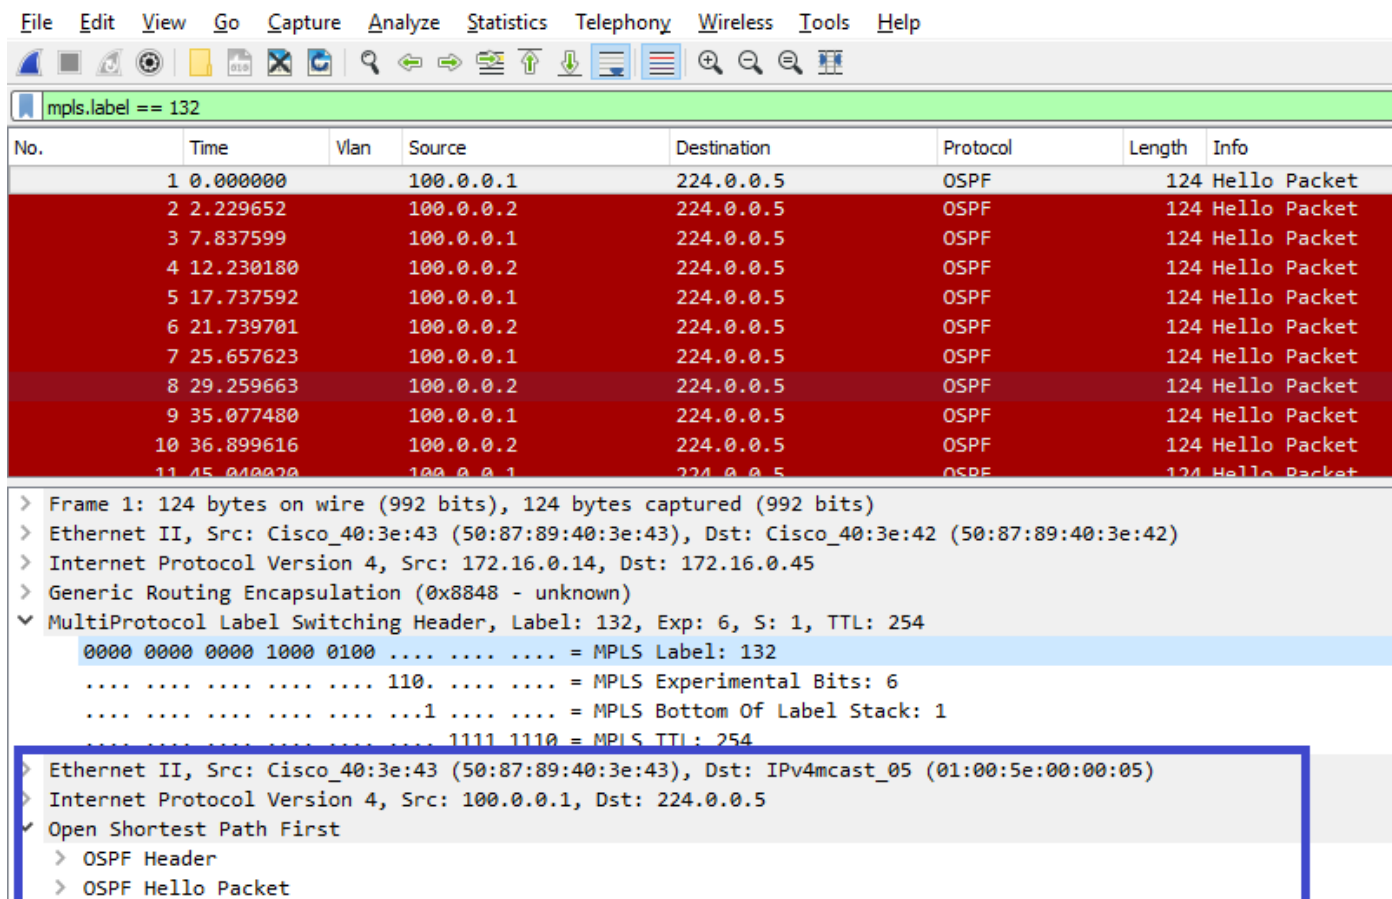 File Edit View Go Capture Analyze Statistics Telephony Wireless Tools Help
mpls.label == 132
No. Time Vlan Source Destination Protocol Length Info
1 0.000000 100.0.0.1 224.0.0.5 OSPF 124 Hello Packet
2 2.229652 100.0.0.2 224.0.0.5 OSPF 124 Hello Packet
3 7.837599 100.0.0.1 224.0.0.5 OSPF 124 Hello Packet
4 12.230180 100.0.0.2 224.0.0.5 OSPF 124 Hello Packet
5 17.737592 100.0.0.1 224.0.0.5 OSPF 124 Hello Packet
6 21.739701 100.0.0.2 224.0.0.5 OSPF 124 Hello Packet
7 25.657623 100.0.0.1 224.0.0.5 OSPF 124 Hello Packet
8 29.259663 100.0.0.2 224.0.0.5 OSPF 124 Hello Packet
9 35.077480 100.0.0.1 224.0.0.5 OSPF 124 Hello Packet
10 36.899616 100.0.0.2 224.0.0.5 OSPF 124 Hello Packet
11 45.040020 100.0.0.1 224.0.0.5 OSPF 124 Hello Packet
Frame 1: 124 bytes on wire (992 bits), 124 bytes captured (992 bits)
Ethernet II, Src: Cisco_40:3e:43 (50:87:89:40:3e:43), Dst: Cisco_40:3e:42 (50:87:89:40:3e:42)
Internet Protocol Version 4, Src: 172.16.0.14, Dst: 172.16.0.45
Generic Routing Encapsulation (0x8848 - unknown)
MultiProtocol Label Switching Header, Label: 132, Exp: 6, S: 1, TTL: 254
0000 0000 0000 1000 0100 .... .... .... = MPLS Label: 132
.... .... .... .... .... 110. .... .... = MPLS Experimental Bits: 6
.... .... .... .... .... ...1 .... .... = MPLS Bottom Of Label Stack: 1
.... .... .... .... .... .... 1111 1110 = MPLS TTL: 254
Ethernet II, Src: Cisco_40:3e:43 (50:87:89:40:3e:43), Dst: IPv4mcast_05 (01:00:5e:00:00:05)
Internet Protocol Version 4, Src: 100.0.0.1, Dst: 224.0.0.5
Open Shortest Path First
OSPF Header
OSPF Hello Packet